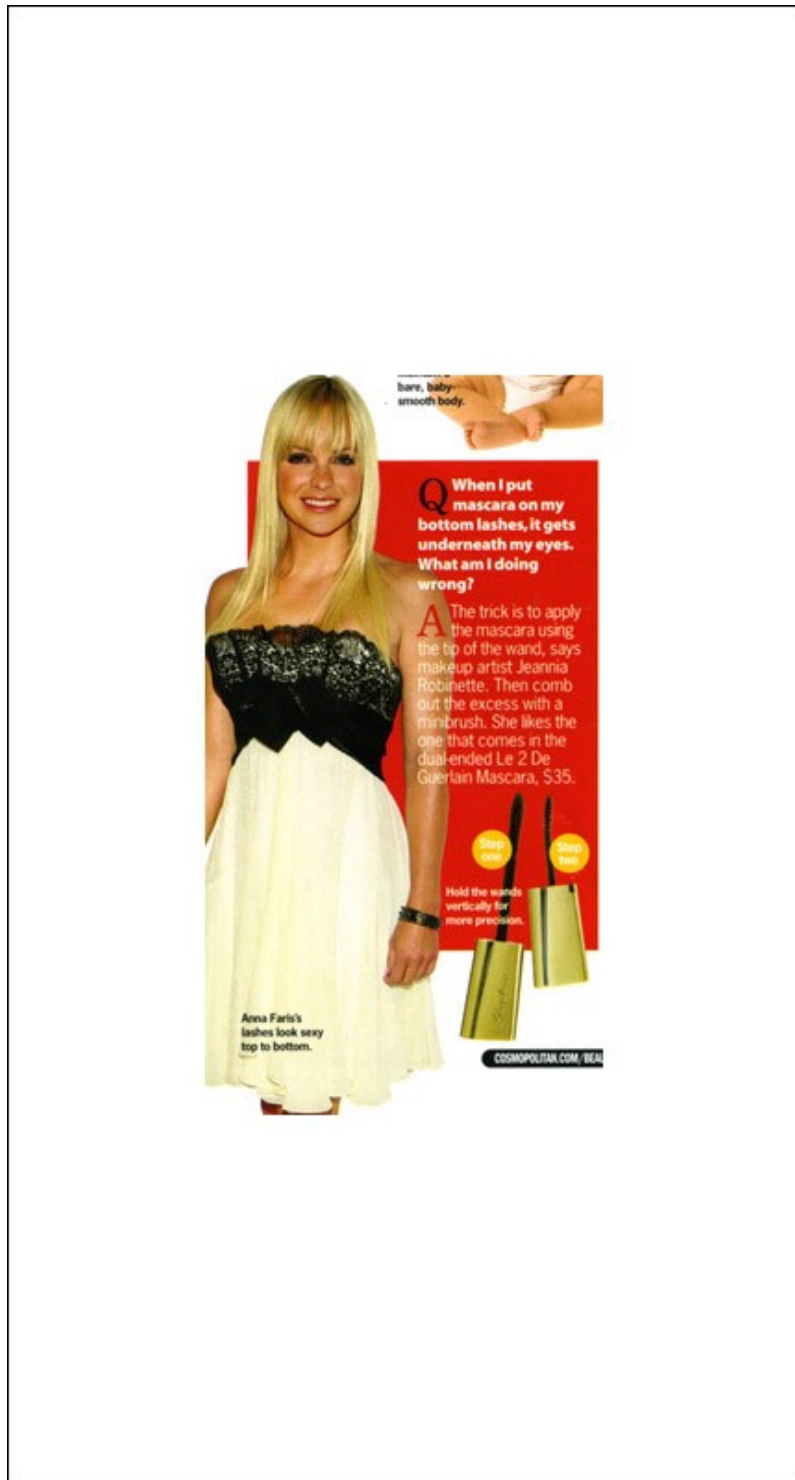 bare, baby-
smooth body.
Q When I put
mascara on my
bottom lashes, it gets
underneath my eyes.
What am I doing
wrong?
A The trick is to apply
the mascara using
the tip of the wand, says
makeup artist Jeannia
Robinette. Then comb
out the excess with a
minibrush. She likes the
one that comes in the
dual-ended Le 2 De
Guerlain Mascara, $35.
Step
one
Step
two
Hold the wands
vertically for
more precision.
Anna Faris's
lashes look sexy
top to bottom.
COSMOPOLITAN.COM/BEAU